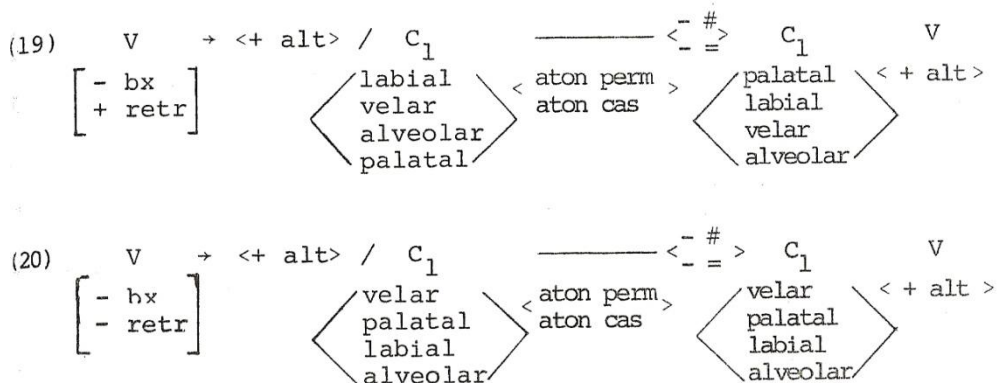 - #
(19) V → <+ alt> / C1 ________ < - = > C1 V
[- bx < labial < aton perm > < palatal > < + alt >
+ retr] velar aton cas labial
alveolar velar
palatal > alveolar
- #
(20) V → <+ alt> / C1 ________ < - = > C1 V
[- bx < velar < aton perm > < velar > < + alt >
- retr] palatal aton cas palatal
labial labial
alveolar > alveolar